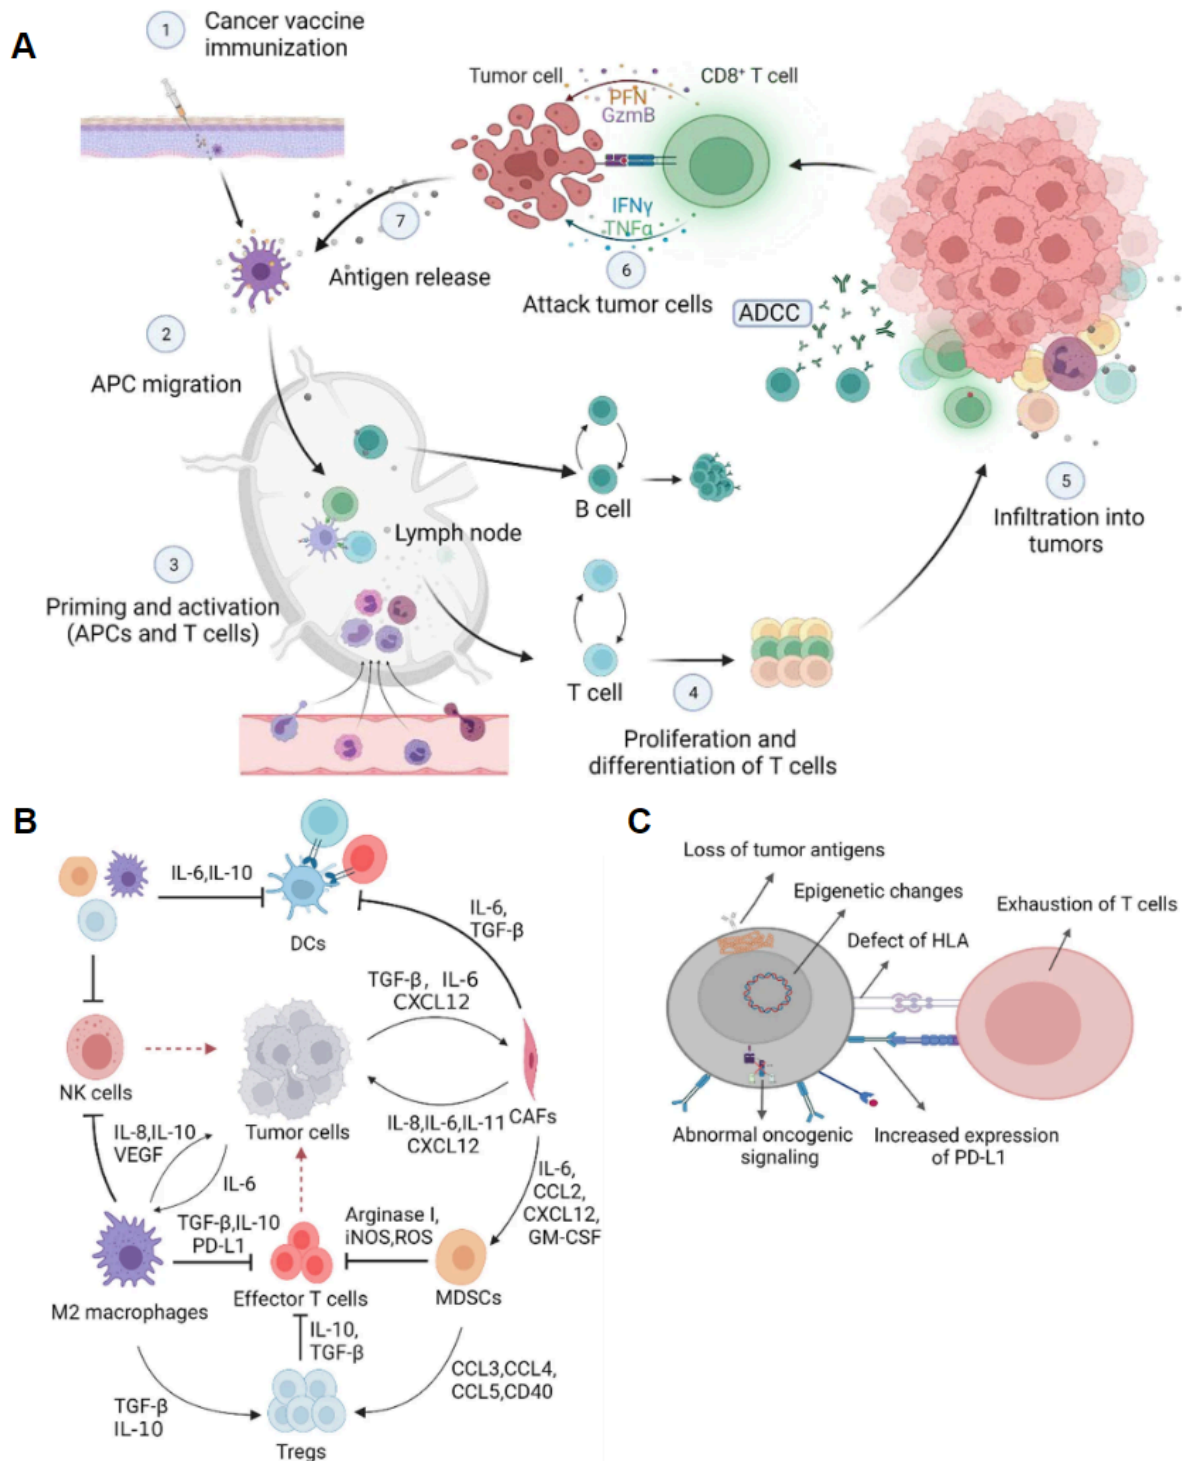 A
1
Cancer vaccine
immunization
Tumor cell
CD8⁺ T cell
PFN
GzmB
IFNγ
TNFα
7
Antigen release
6
Attack tumor cells
ADCC
2
APC migration
Lymph node
B cell
5
Infiltration into
tumors
3
Priming and activation
(APCs and T cells)
T cell
4
Proliferation and
differentiation of T cells
B
IL-6,IL-10
DCs
IL-6,
TGF-β
TGF-β, IL-6
CXCL12
NK cells
Tumor cells
IL-8,IL-6,IL-11
CXCL12
CAFs
IL-8,IL-10
VEGF
IL-6
IL-6,
CCL2,
CXCL12,
GM-CSF
TGF-β,IL-10
PD-L1
Arginase I,
iNOS,ROS
M2 macrophages
Effector T cells
MDSCs
IL-10,
TGF-β
TGF-β
IL-10
CCL3,CCL4,
CCL5,CD40
Tregs
C
Loss of tumor antigens
Epigenetic changes
Exhaustion of T cells
Defect of HLA
Abnormal oncogenic
signaling
Increased expression
of PD-L1